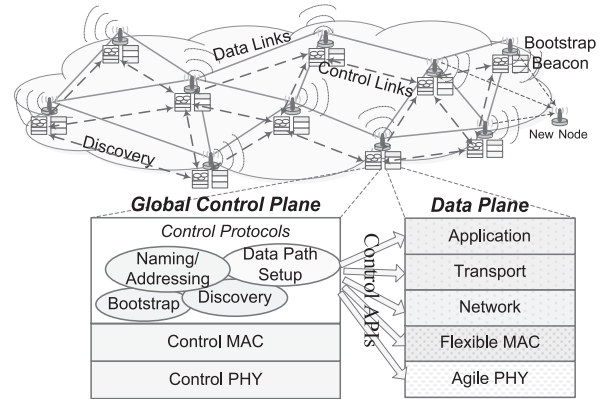 Data Links
Bootstrap
Beacon
Control Links
Discovery
New Node
Global Control Plane
Data Plane
Control Protocols
Naming/
Addressing
Data Path
Setup
Bootstrap
Discovery
Control MAC
Control PHY
Control APIs
Application
Transport
Network
Flexible MAC
Agile PHY